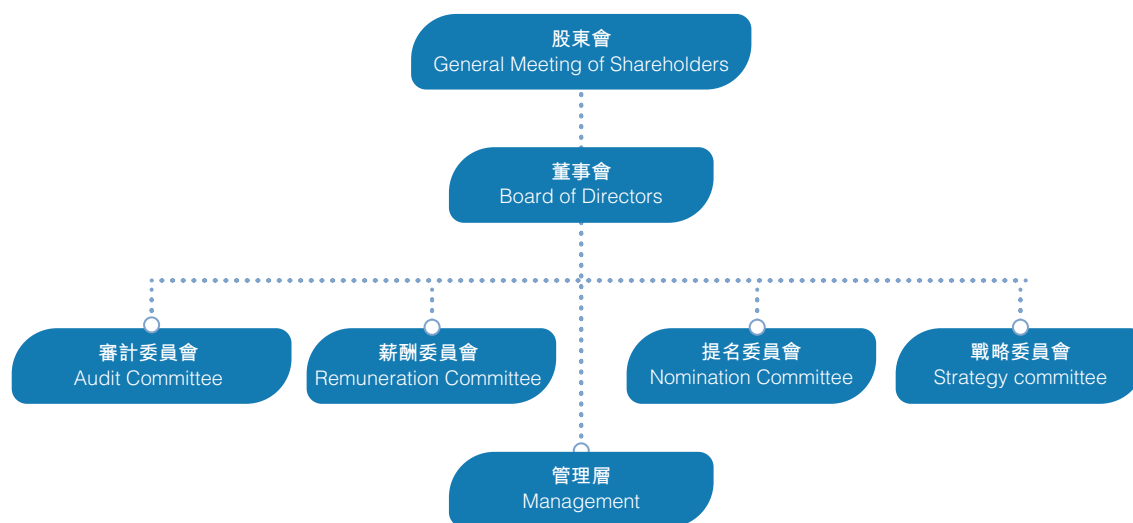 股東會
General Meeting of Shareholders
董事會
Board of Directors
審計委員會
Audit Committee
薪酬委員會
Remuneration Committee
提名委員會
Nomination Committee
戰略委員會
Strategy committee
管理層
Management